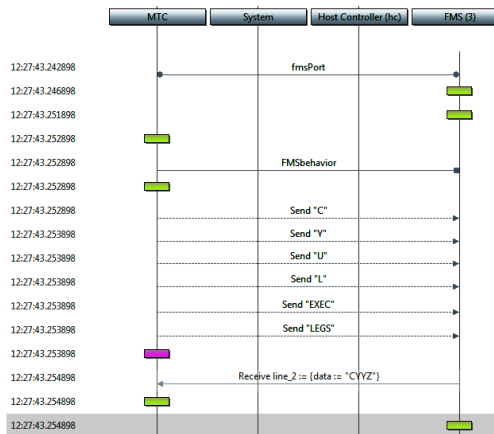 MTC System Host Controller (hc) FMS (3)
12:27:43.242898 fmsPort
12:27:43.246898
12:27:43.251898
12:27:43.252898
12:27:43.252898 FMSbehavior
12:27:43.252898
12:27:43.252898 Send "C"
12:27:43.253898 Send "Y"
12:27:43.253898 Send "U"
12:27:43.253898 Send "L"
12:27:43.253898 Send "EXEC"
12:27:43.253898 Send "LEGS"
12:27:43.253898
12:27:43.254898 Receive line_2 := {data := "CYYZ"}
12:27:43.254898
12:27:43.254898